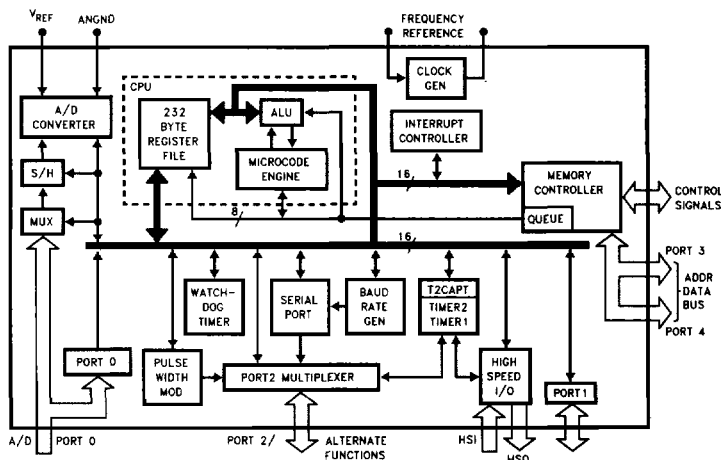 VREF
ANGND
FREQUENCY
REFERENCE
CPU
CLOCK
GEN
A/D
CONVERTER
232
BYTE
REGISTER
FILE
ALU
INTERRUPT
CONTROLLER
MICROCODE
ENGINE
S/H
MUX
16/
MEMORY
CONTROLLER
QUEUE
CONTROL
SIGNALS
8/
16/
PORT 3
ADDR
DATA
BUS
PORT 4
WATCH-
DOG
TIMER
SERIAL
PORT
BAUD
RATE
GEN
T2CAPT
TIMER2
TIMER1
PORT 0
PULSE
WIDTH
MOD
PORT2 MULTIPLEXER
HIGH
SPEED
I/O
PORT1
A/D
PORT 0
PORT 2/
ALTERNATE
FUNCTIONS
HSI
HSO